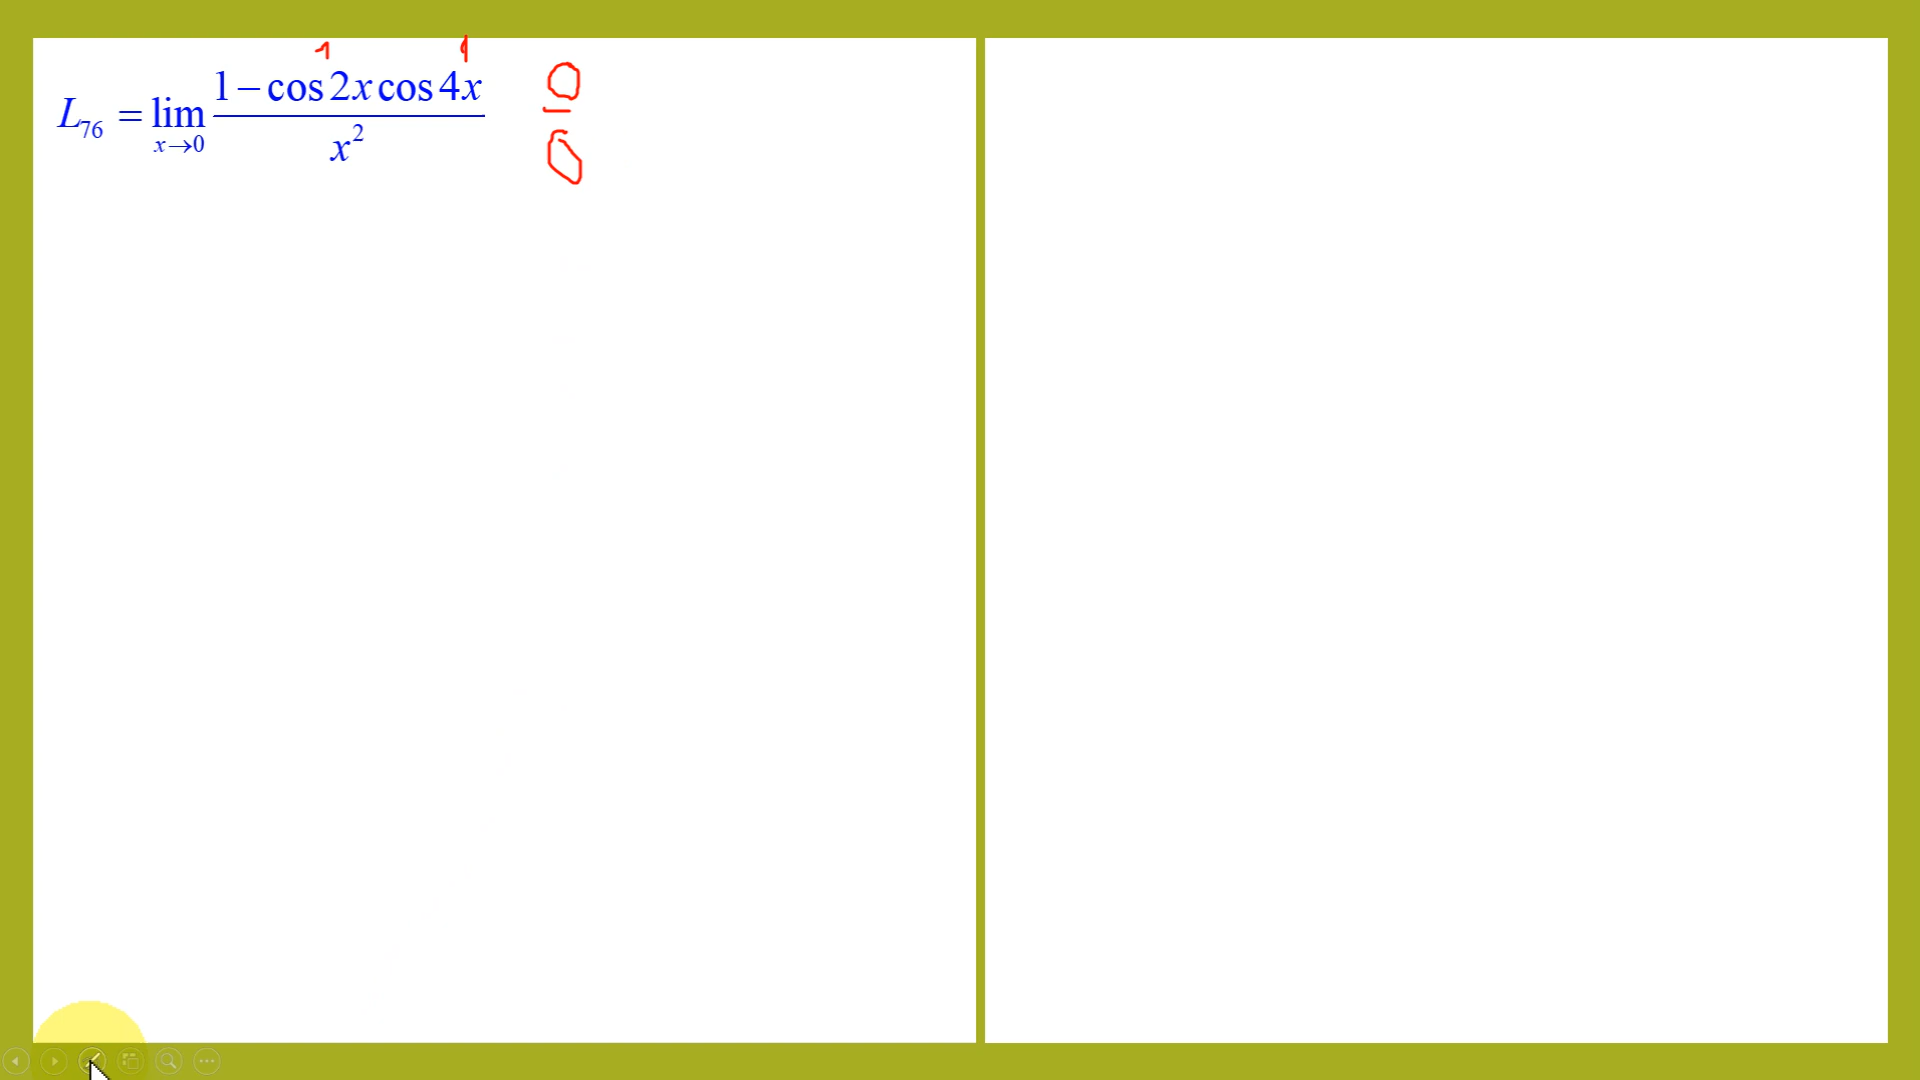 1 1
L₇₆ = lim_{x→0} (1 − cos 2x cos 4x)/x² 0/0